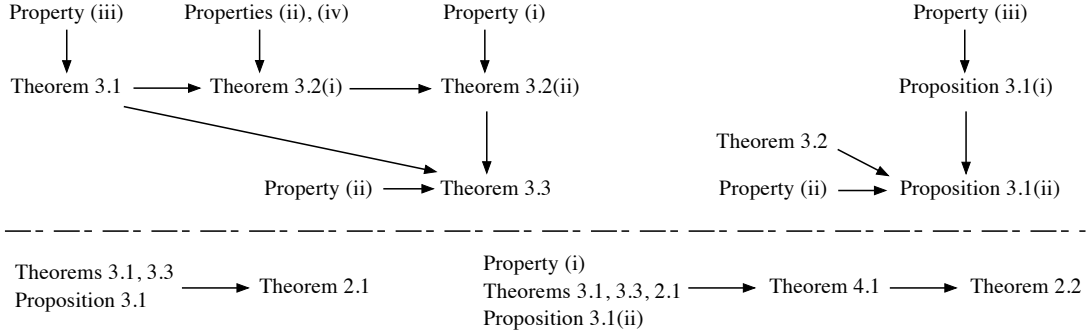 Property (iii) Properties (ii), (iv) Property (i) Property (iii)
Theorem 3.1 Theorem 3.2(i) Theorem 3.2(ii) Proposition 3.1(i)
Theorem 3.2
Property (ii) Theorem 3.3 Property (ii) Proposition 3.1(ii)
Theorems 3.1, 3.3
Proposition 3.1
Theorem 2.1
Property (i)
Theorems 3.1, 3.3, 2.1
Proposition 3.1(ii)
Theorem 4.1
Theorem 2.2